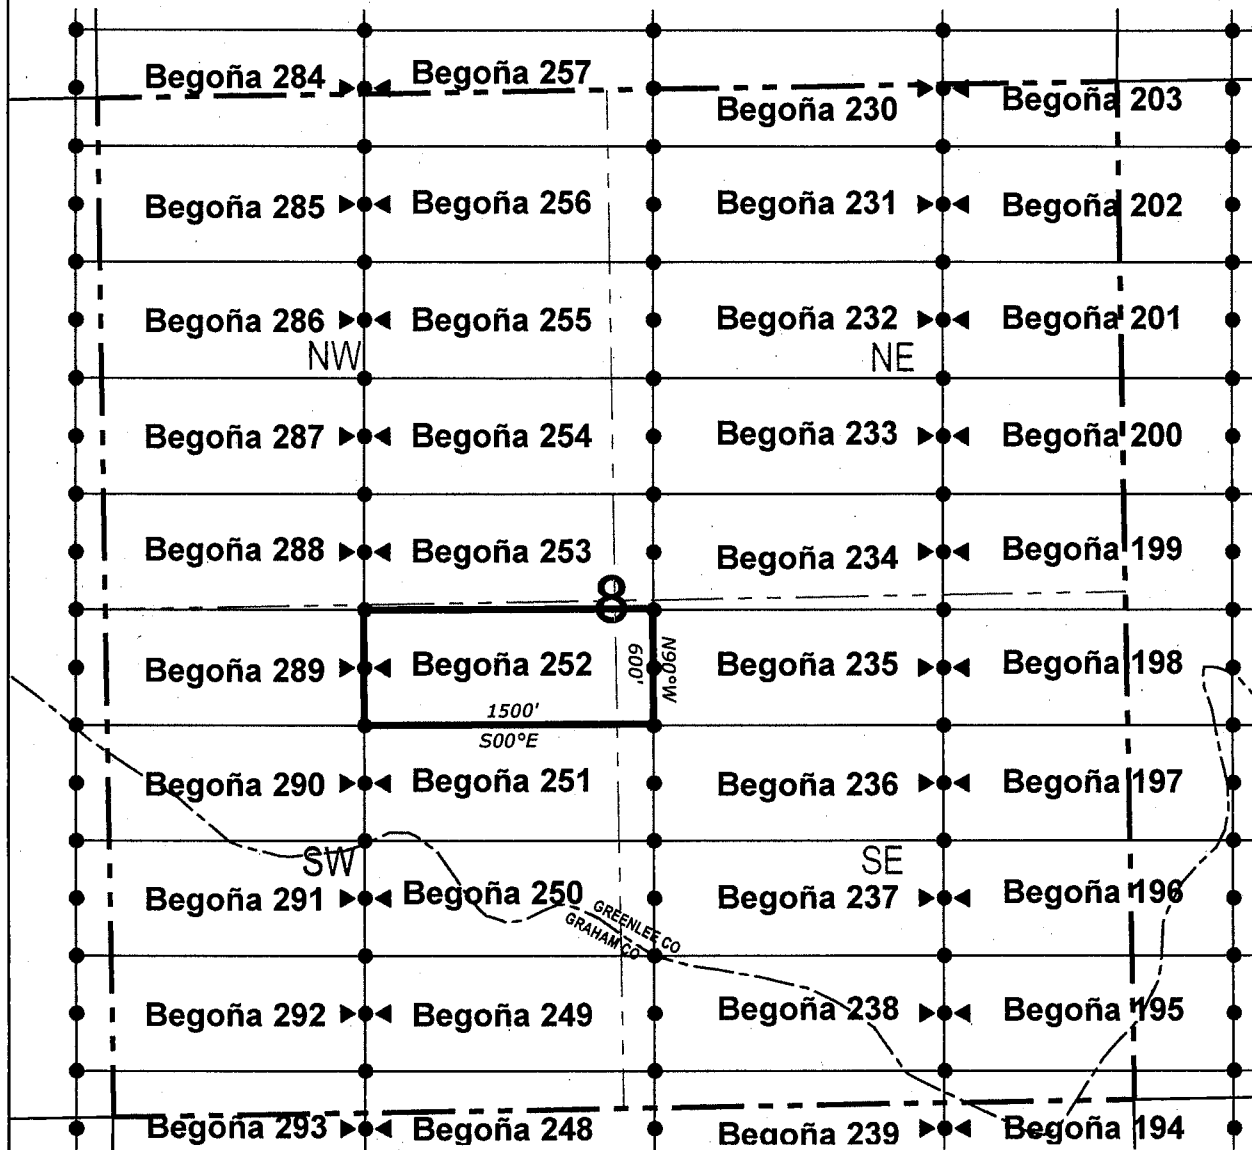 Begoña 284 Begoña 257 Begoña 230 Begoña 203
Begoña 285 Begoña 256 Begoña 231 Begoña 202
Begoña 286 Begoña 255 Begoña 232 Begoña 201
NW NE
Begoña 287 Begoña 254 Begoña 233 Begoña 200
Begoña 288 Begoña 253 Begoña 234 Begoña 199
8
Begoña 289 Begoña 252 600' N90°W Begoña 235 Begoña 198
1500'
S00°E
Begoña 290 Begoña 251 Begoña 236 Begoña 197
SW SE
Begoña 291 Begoña 250 Begoña 237 Begoña 196
GREENLEE CO
GRAHAM CO
Begoña 292 Begoña 249 Begoña 238 Begoña 195
Begoña 293 Begoña 248 Begoña 239 Begoña 194